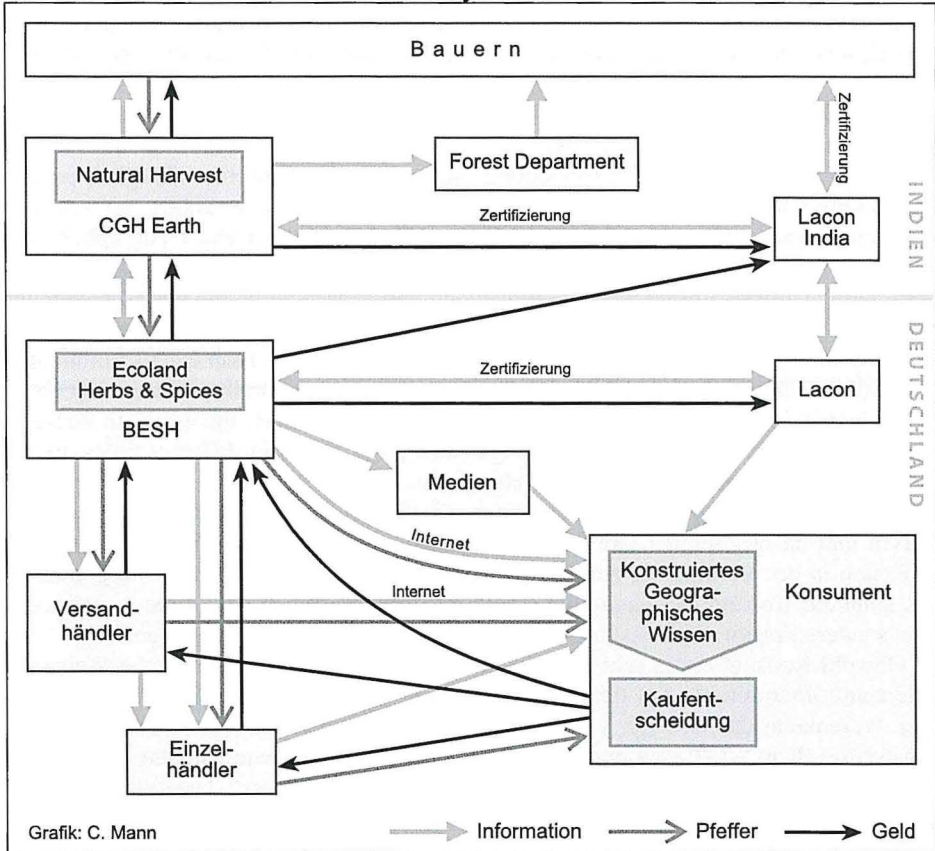 Bauern
Zertifizierung
Natural Harvest
CGH Earth
Forest Department
Zertifizierung
Lacon
India
INDIEN
DEUTSCHLAND
Ecoland
Herbs & Spices
BESH
Zertifizierung
Lacon
Medien
Internet
Internet
Konstruiertes
Geogra-
phisches
Wissen
Konsument
Versand-
händler
Kaufent-
scheidung
Einzel-
händler
Grafik: C. Mann
Information
Pfeffer
Geld